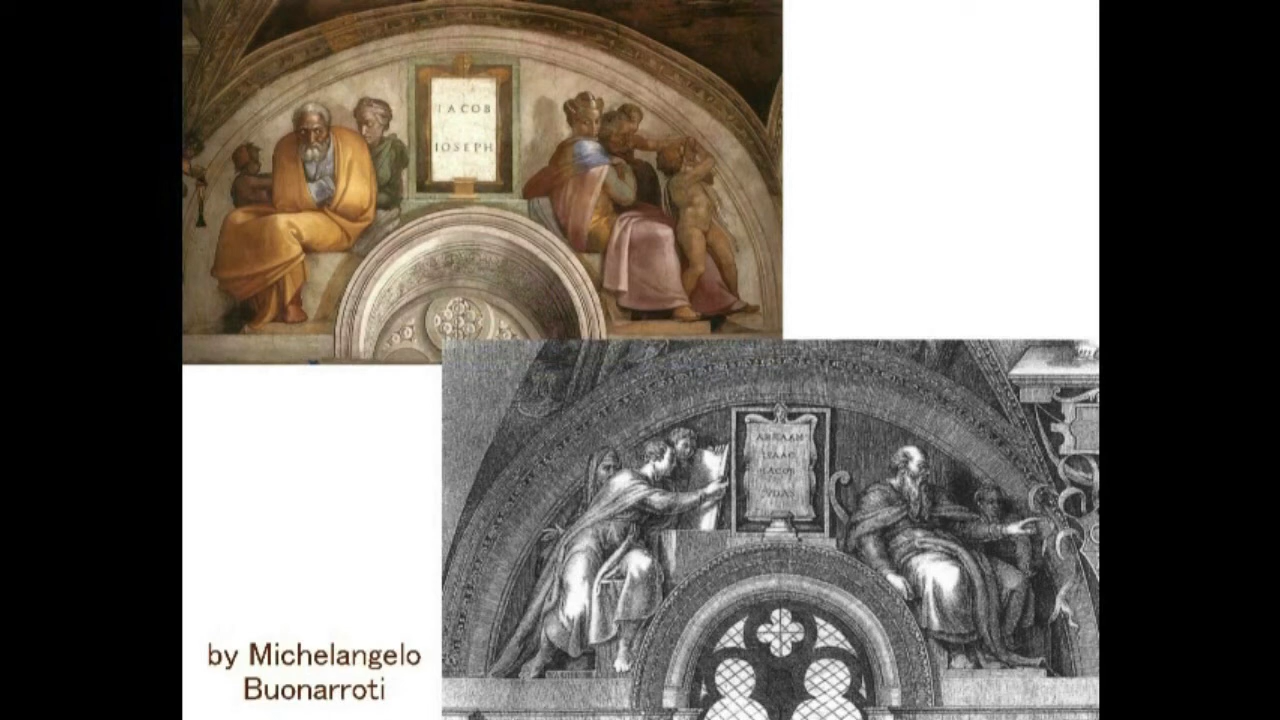 IACOB
IOSEPH
ABRAAM
ISAAC
IACOB
IVDAS
by Michelangelo
Buonarroti